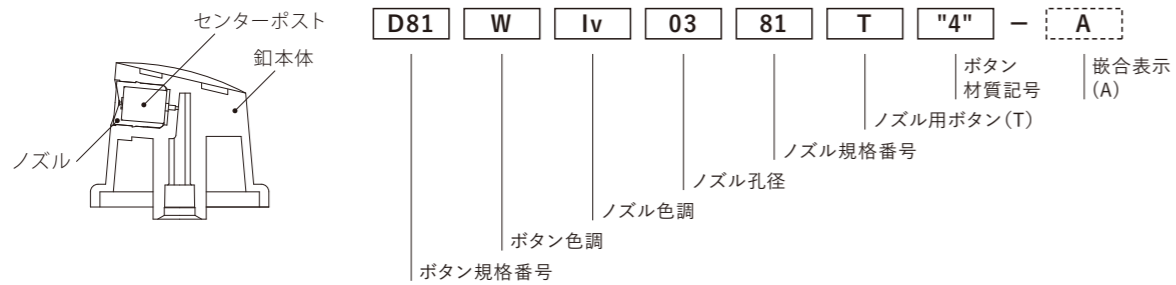 センターポスト
釦本体
ノズル
D81 W Iv 03 81 T "4" － A
ボタン
材質記号
嵌合表示
(A)
ノズル用ボタン(T)
ノズル規格番号
ノズル孔径
ノズル色調
ボタン色調
ボタン規格番号